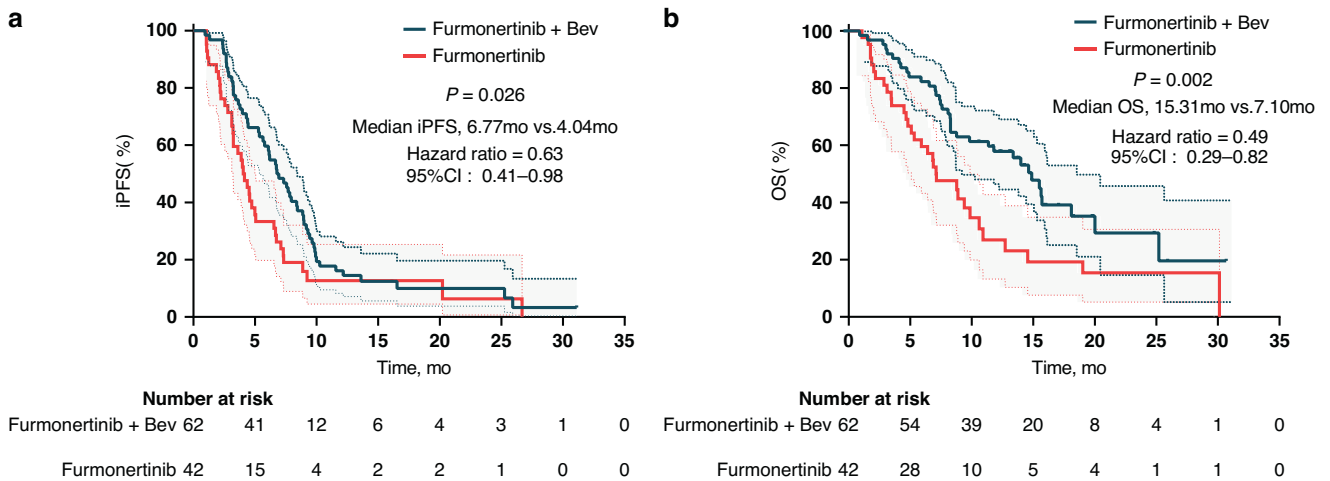 a
Furmonertinib + Bev
Furmonertinib
P = 0.026
Median iPFS, 6.77mo vs.4.04mo
Hazard ratio = 0.63
95%CI : 0.41–0.98
iPFS( %)
100
80
60
40
20
0
0 5 10 15 20 25 30 35
Time, mo
Number at risk
Furmonertinib + Bev 62 41 12 6 4 3 1 0
Furmonertinib 42 15 4 2 2 1 0 0
b
Furmonertinib + Bev
Furmonertinib
P = 0.002
Median OS, 15.31mo vs.7.10mo
Hazard ratio = 0.49
95%CI : 0.29–0.82
OS( %)
100
80
60
40
20
0
0 5 10 15 20 25 30 35
Time, mo
Number at risk
Furmonertinib + Bev 62 54 39 20 8 4 1 0
Furmonertinib 42 28 10 5 4 1 1 0